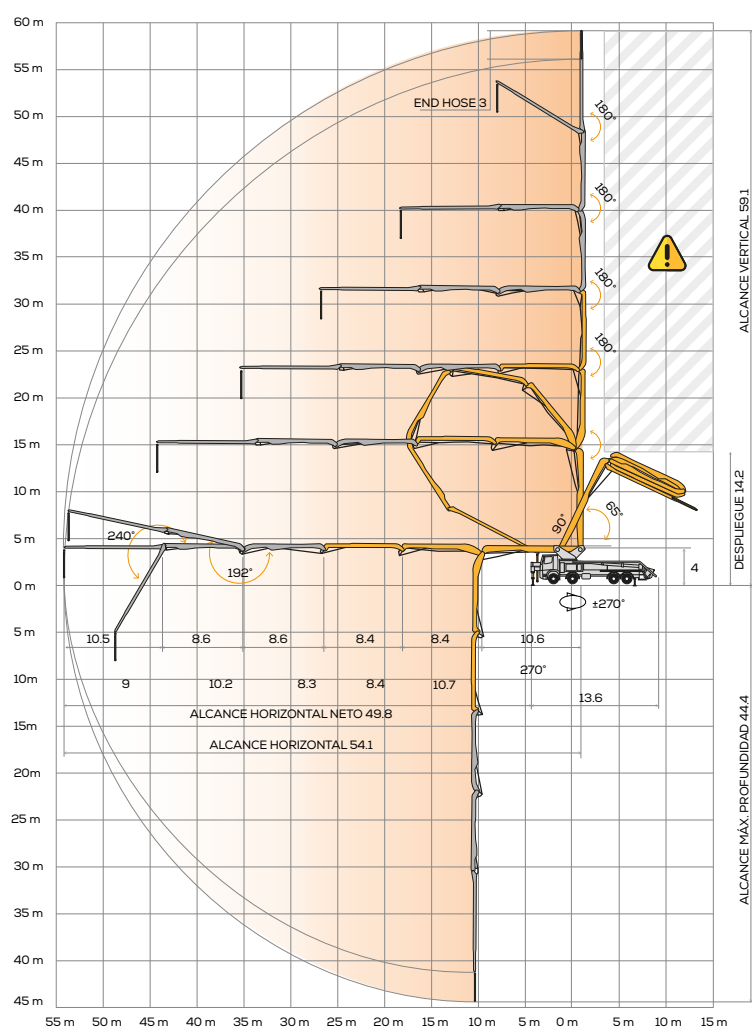 60 m
55 m
50 m
45 m
40 m
35 m
30 m
25 m
20 m
15 m
10 m
5 m
0 m
5 m
10m
15m
20 m
25 m
30 m
35 m
40 m
45 m
END HOSE 3
180°
180°
180°
180°
90°
65°
240°
192°
±270°
270°
4
10.5
8.6
8.6
8.4
8.4
10.6
9
10.2
8.3
8.4
10.7
13.6
ALCANCE HORIZONTAL NETO 49.8
ALCANCE HORIZONTAL 54.1
ALCANCE VERTICAL 59.1
DESPLIEGUE 14.2
ALCANCE MÁX. PROFUNDIDAD 44.4
55 m
50 m
45 m
40 m
35 m
30 m
25 m
20 m
15 m
10 m
5 m
0 m
5 m
10 m
15 m